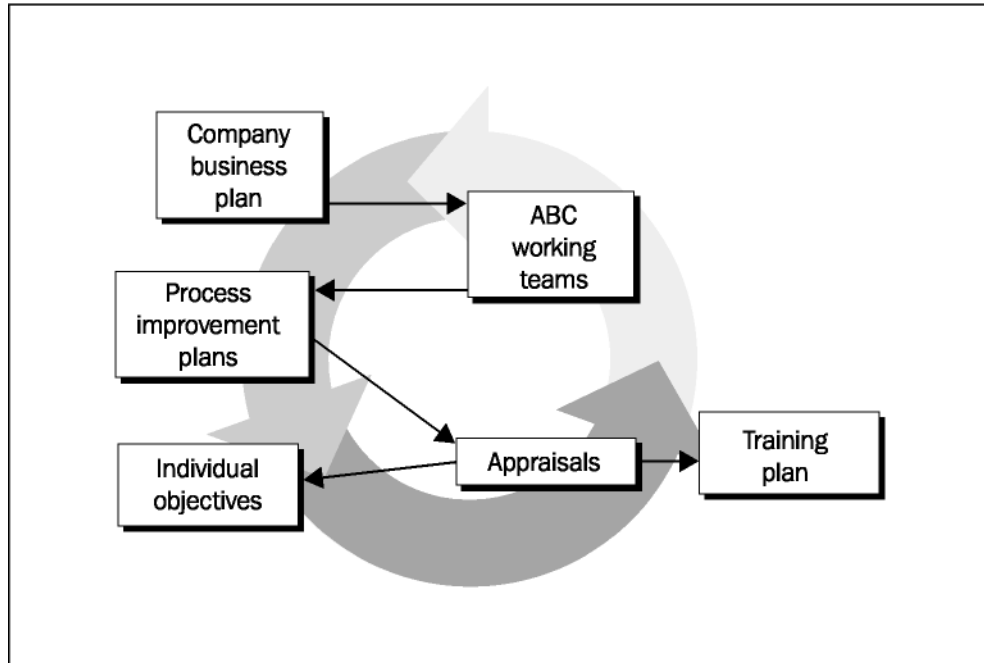 Company
business
plan
ABC
working
teams
Process
improvement
plans
Individual
objectives
Appraisals
Training
plan